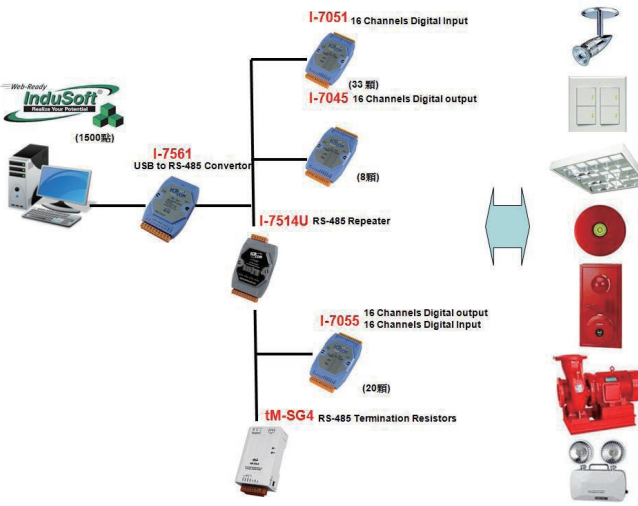 I-7051 16 Channels Digital Input
(33 顆)
I-7045 16 Channels Digital output
(8顆)
Web-Ready
InduSoft
Realize Your Potential
(1500點)
I-7561
USB to RS-485 Convertor
I-7514U RS-485 Repeater
I-7055
16 Channels Digital output
16 Channels Digital Input
(20顆)
tM-SG4 RS-485 Termination Resistors